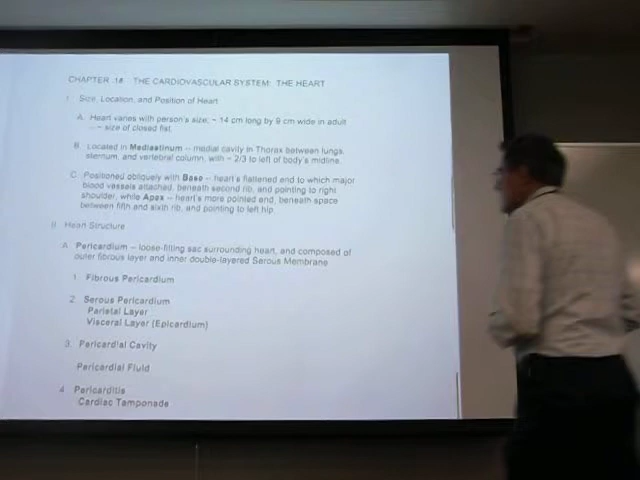 CHAPTER 18 THE CARDIOVASCULAR SYSTEM: THE HEART
I. Size, Location, and Position of Heart
A. Heart varies with person's size; ~ 14 cm long by 9 cm wide in adult
-- ~ size of closed fist.
B. Located in Mediastinum -- medial cavity in Thorax between lungs,
sternum, and vertebral column, with ~ 2/3 to left of body's midline.
C. Positioned obliquely with Base -- heart's flattened end to which major
blood vessels attached, beneath second rib, and pointing to right
shoulder, while Apex -- heart's more pointed end, beneath space
between fifth and sixth rib, and pointing to left hip.
II. Heart Structure
A. Pericardium -- loose-fitting sac surrounding heart, and composed of
outer fibrous layer and inner double-layered Serous Membrane
1. Fibrous Pericardium
2. Serous Pericardium
Parietal Layer
Visceral Layer (Epicardium)
3. Pericardial Cavity
Pericardial Fluid
4. Pericarditis
Cardiac Tamponade